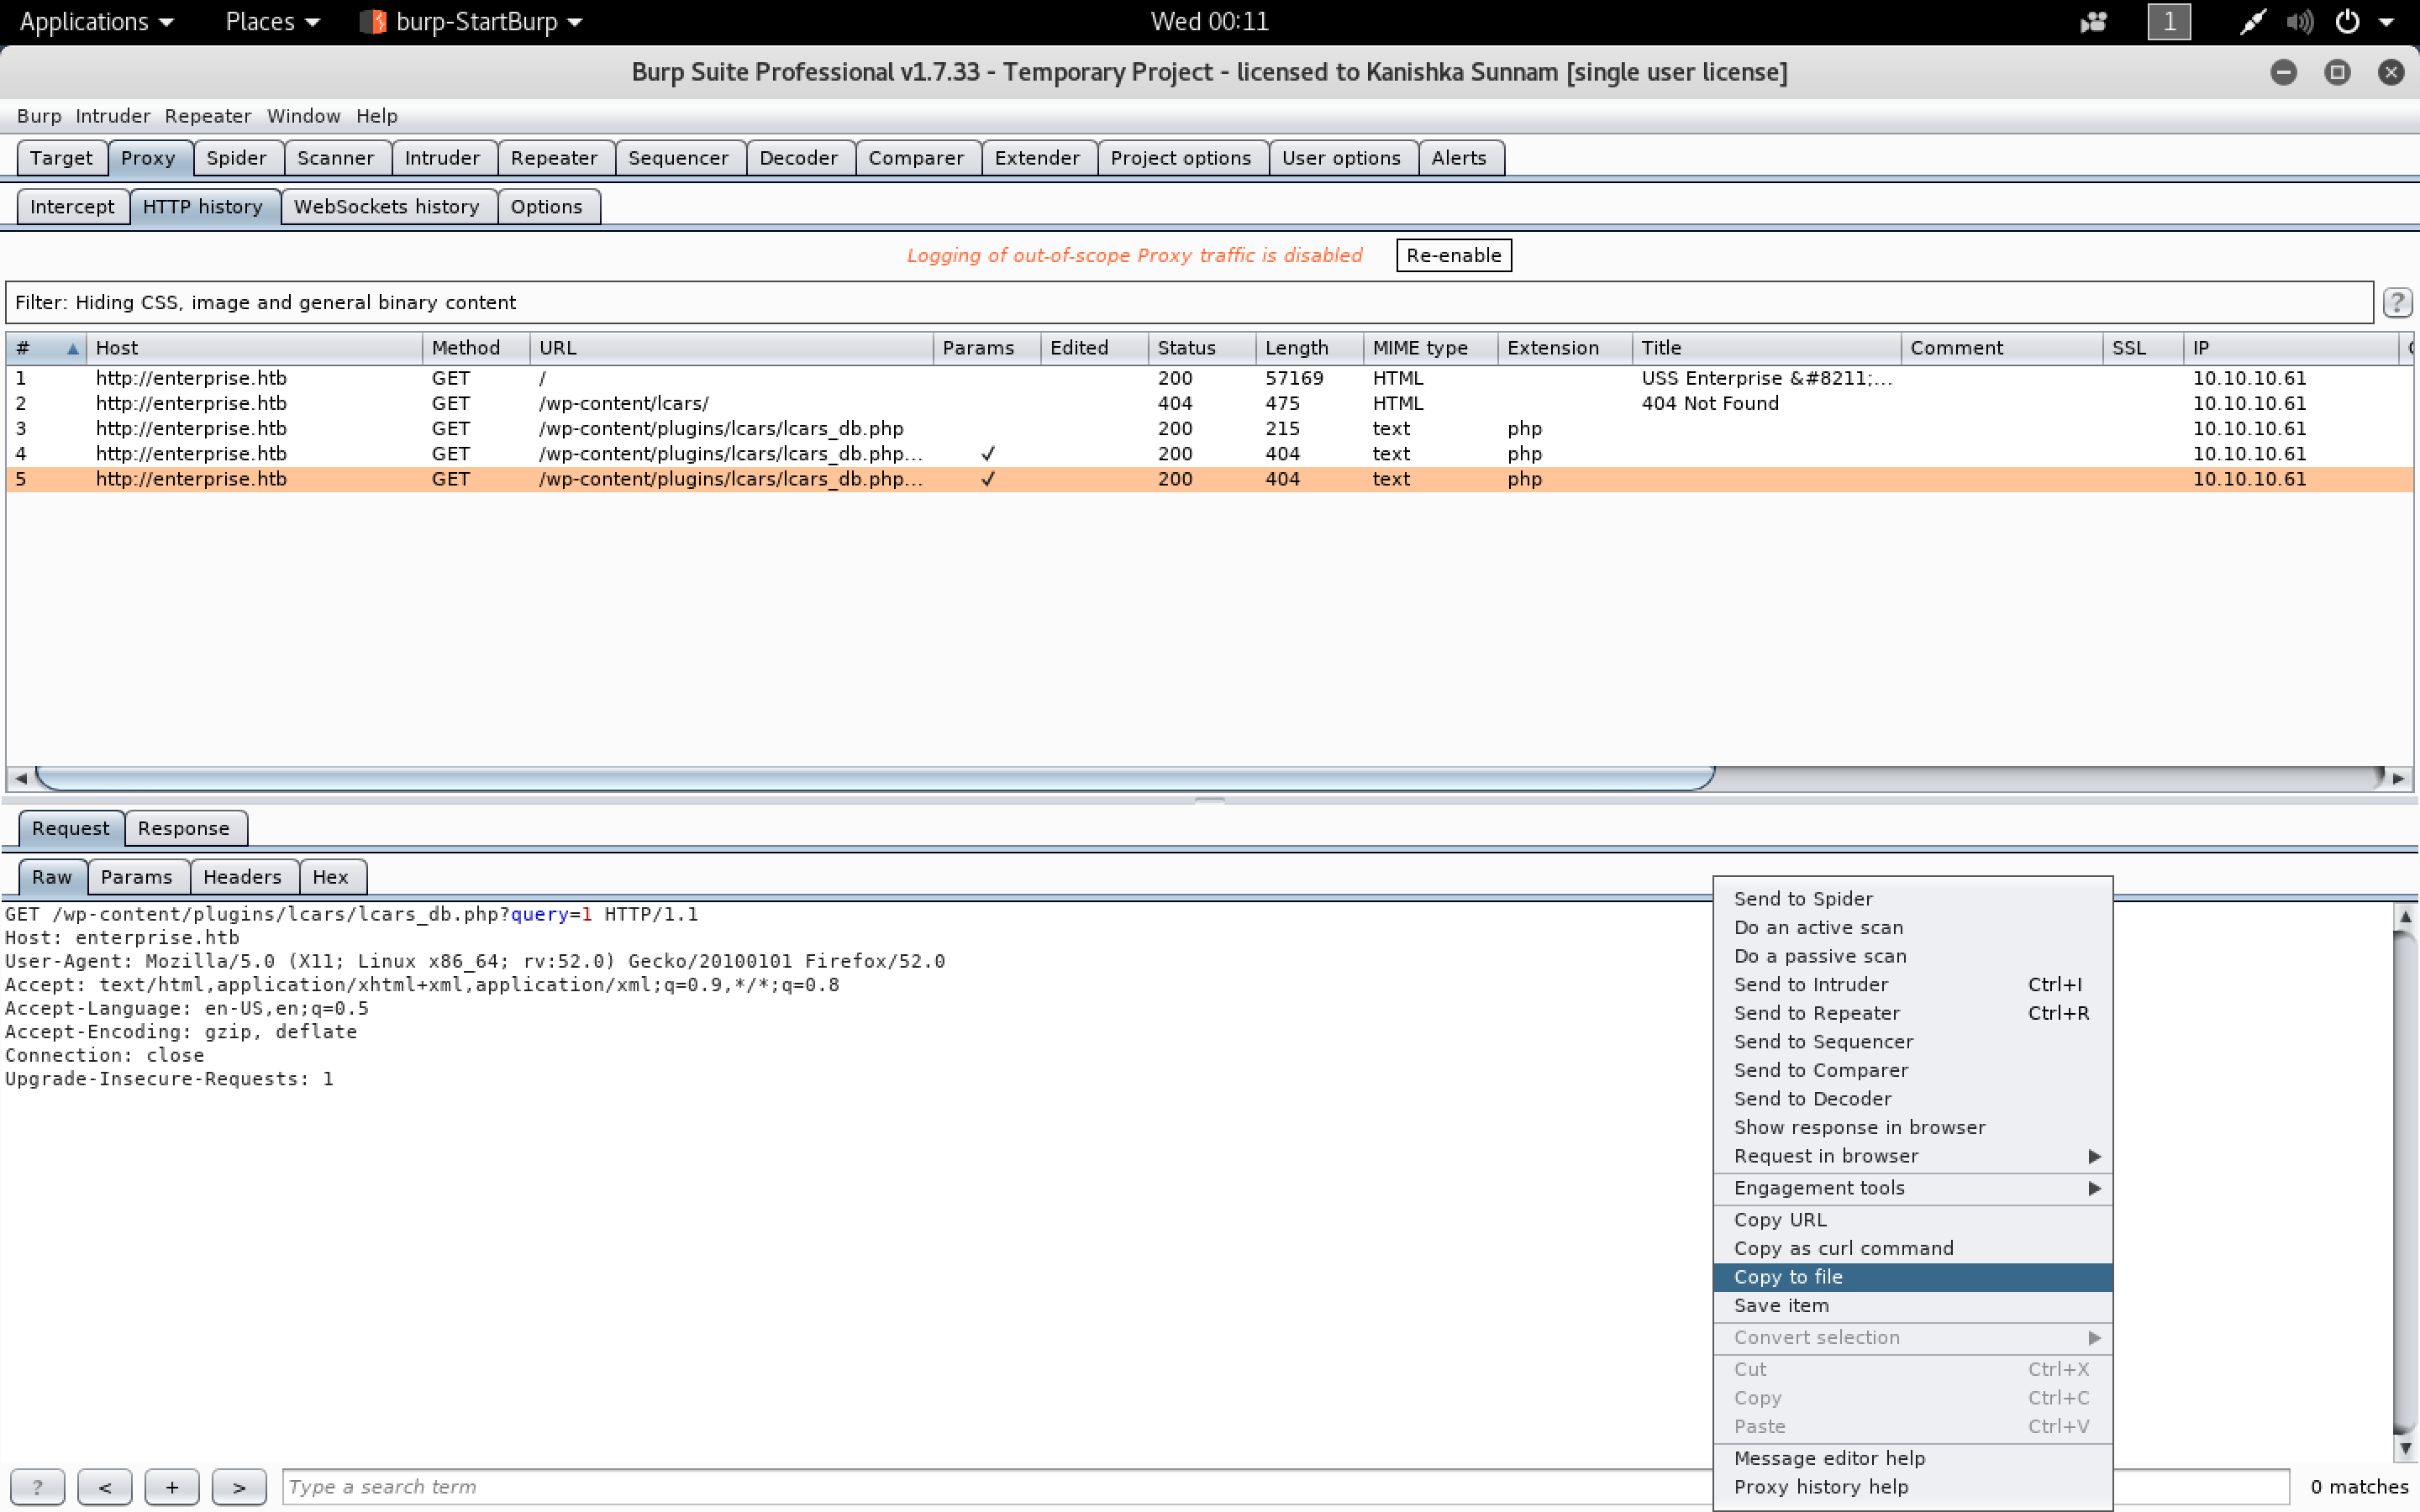 Applications Places burp-StartBurp Wed 00:11 1
Burp Suite Professional v1.7.33 - Temporary Project - licensed to Kanishka Sunnam [single user license]
Burp Intruder Repeater Window Help
Target Proxy Spider Scanner Intruder Repeater Sequencer Decoder Comparer Extender Project options User options Alerts
Intercept HTTP history WebSockets history Options
Logging of out-of-scope Proxy traffic is disabled Re-enable
Filter: Hiding CSS, image and general binary content ?
# Host Method URL Params Edited Status Length MIME type Extension Title Comment SSL IP
1 http://enterprise.htb GET / 200 57169 HTML USS Enterprise &#8211;... 10.10.10.61
2 http://enterprise.htb GET /wp-content/lcars/ 404 475 HTML 404 Not Found 10.10.10.61
3 http://enterprise.htb GET /wp-content/plugins/lcars/lcars_db.php 200 215 text php 10.10.10.61
4 http://enterprise.htb GET /wp-content/plugins/lcars/lcars_db.php... ✓ 200 404 text php 10.10.10.61
5 http://enterprise.htb GET /wp-content/plugins/lcars/lcars_db.php... ✓ 200 404 text php 10.10.10.61
Request Response
Raw Params Headers Hex
GET /wp-content/plugins/lcars/lcars_db.php?query=1 HTTP/1.1
Host: enterprise.htb
User-Agent: Mozilla/5.0 (X11; Linux x86_64; rv:52.0) Gecko/20100101 Firefox/52.0
Accept: text/html,application/xhtml+xml,application/xml;q=0.9,*/*;q=0.8
Accept-Language: en-US,en;q=0.5
Accept-Encoding: gzip, deflate
Connection: close
Upgrade-Insecure-Requests: 1
Send to Spider
Do an active scan
Do a passive scan
Send to Intruder Ctrl+I
Send to Repeater Ctrl+R
Send to Sequencer
Send to Comparer
Send to Decoder
Show response in browser
Request in browser
Engagement tools
Copy URL
Copy as curl command
Copy to file
Save item
Convert selection
Cut Ctrl+X
Copy Ctrl+C
Paste Ctrl+V
Message editor help
Proxy history help
? < + > Type a search term 0 matches